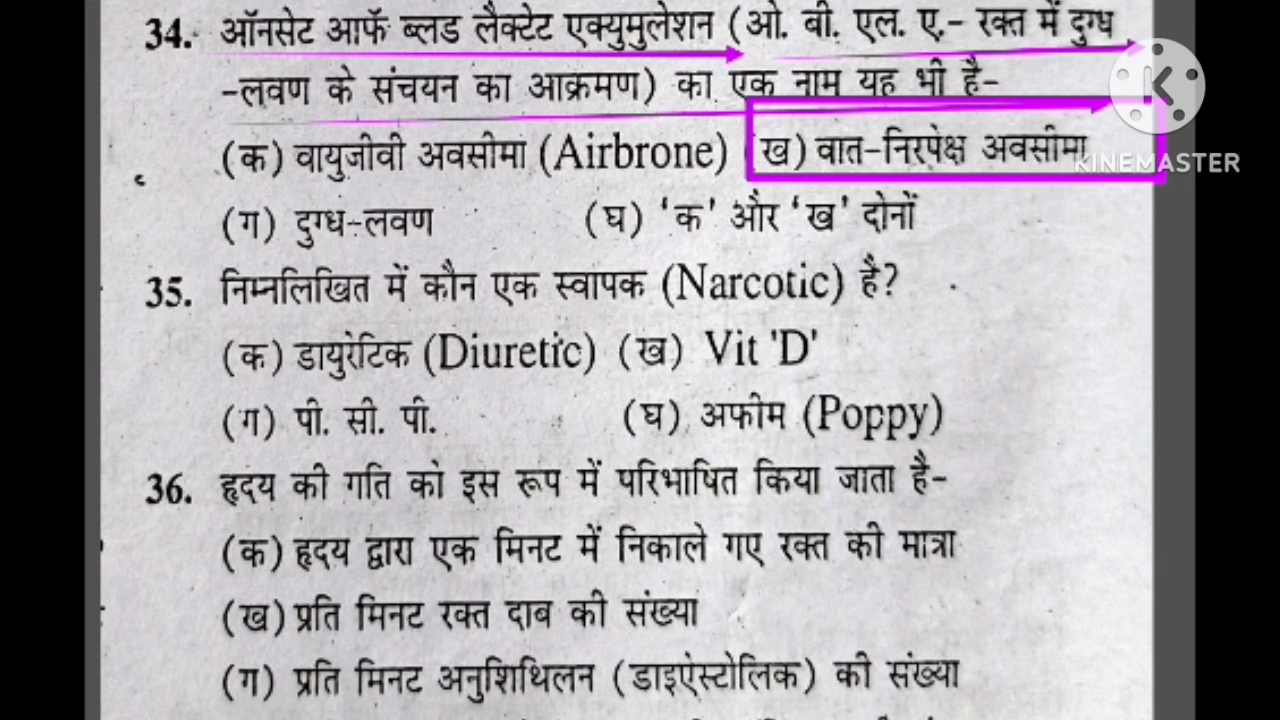 34. ऑनसेट आफॅ ब्लड लैक्टेट एक्युमुलेशन (ओ. बी. एल. ए.- रक्त में दुग्ध
-लवण के संचयन का आक्रमण) का एक नाम यह भी है-
(क) वायुजीवी अवसीमा (Airbrone) (ख) वात-निरपेक्ष अवसीमा
KINEMASTER
(ग) दुग्ध-लवण (घ) 'क' और 'ख' दोनों
35. निम्नलिखित में कौन एक स्वापक (Narcotic) है?
(क) डायुरेटिक (Diuretic) (ख) Vit 'D'
(ग) पी. सी. पी. (घ) अफीम (Poppy)
36. हृदय की गति को इस रूप में परिभाषित किया जाता है-
(क) हृदय द्वारा एक मिनट में निकाले गए रक्त की मात्रा
(ख) प्रति मिनट रक्त दाब की संख्या
(ग) प्रति मिनट अनुशिथिलन (डाइऐस्टोलिक) की संख्या